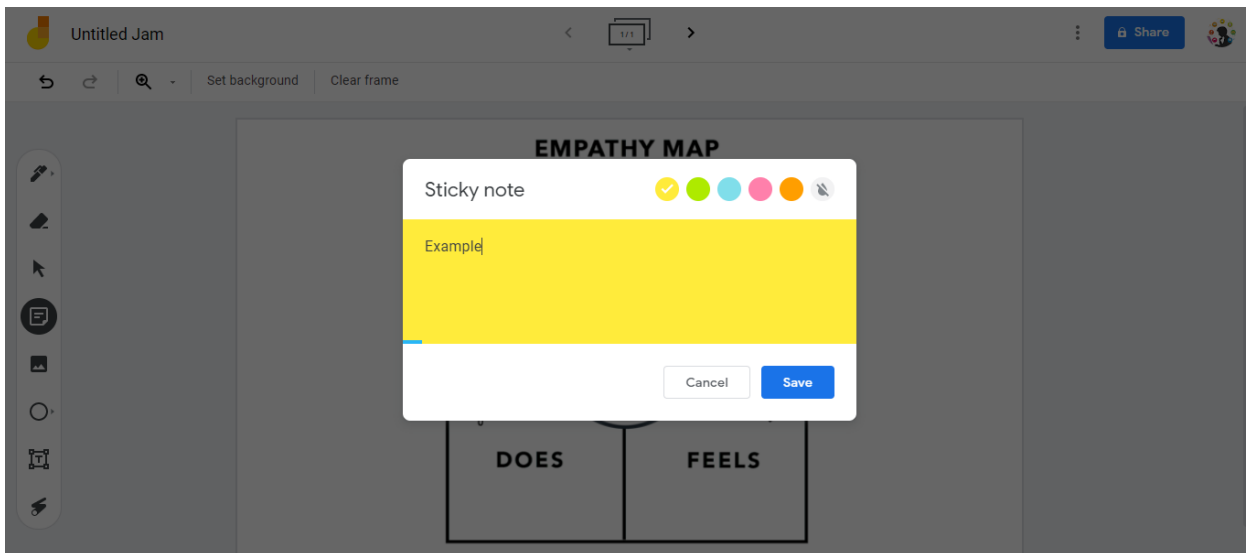 Untitled Jam
1/1
Share
Set background
Clear frame
EMPATHY MAP
Sticky note
Example
Cancel
Save
DOES
FEELS